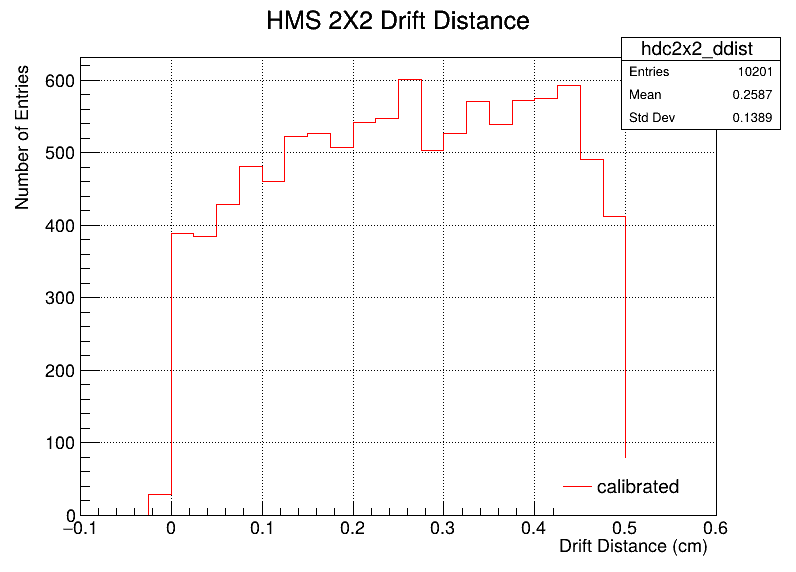 HMS 2X2 Drift Distance
hdc2x2_ddist
Entries 10201
Mean 0.2587
Std Dev 0.1389
Number of Entries
600
500
400
300
200
100
0
−0.1 0 0.1 0.2 0.3 0.4 0.5 0.6
Drift Distance (cm)
calibrated